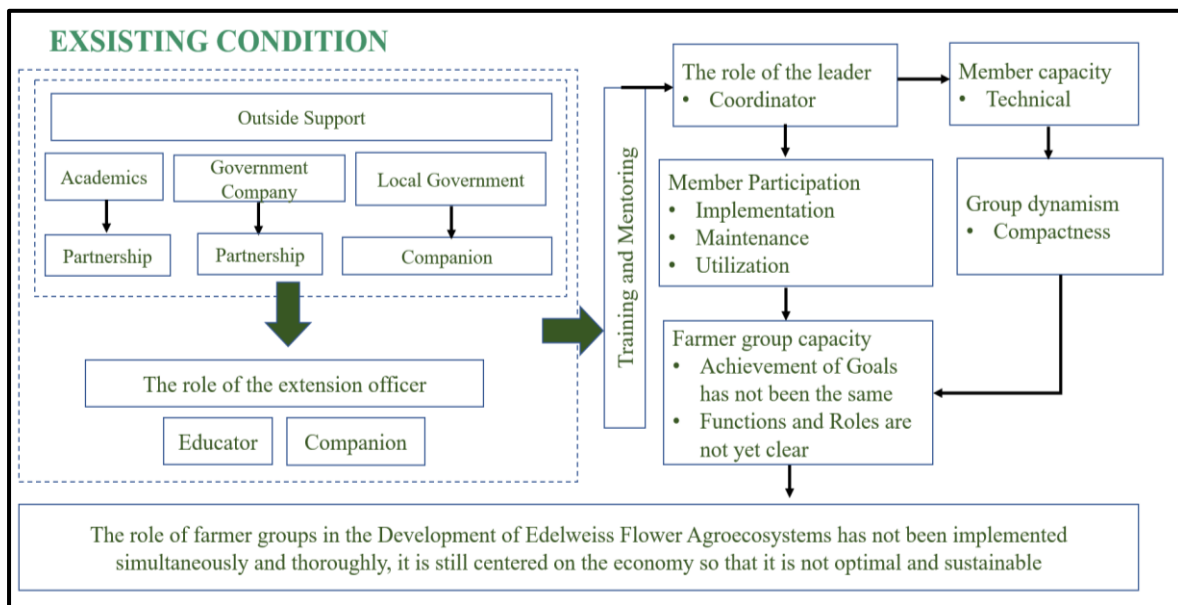 EXSISTING CONDITION
Outside Support
Academics
Government
Company
Local Government
Partnership
Partnership
Companion
The role of the extension officer
Educator
Companion
Training and Mentoring
The role of the leader
• Coordinator
Member capacity
• Technical
Member Participation
• Implementation
• Maintenance
• Utilization
Group dynamism
• Compactness
Farmer group capacity
• Achievement of Goals
has not been the same
• Functions and Roles are
not yet clear
The role of farmer groups in the Development of Edelweiss Flower Agroecosystems has not been implemented
simultaneously and thoroughly, it is still centered on the economy so that it is not optimal and sustainable